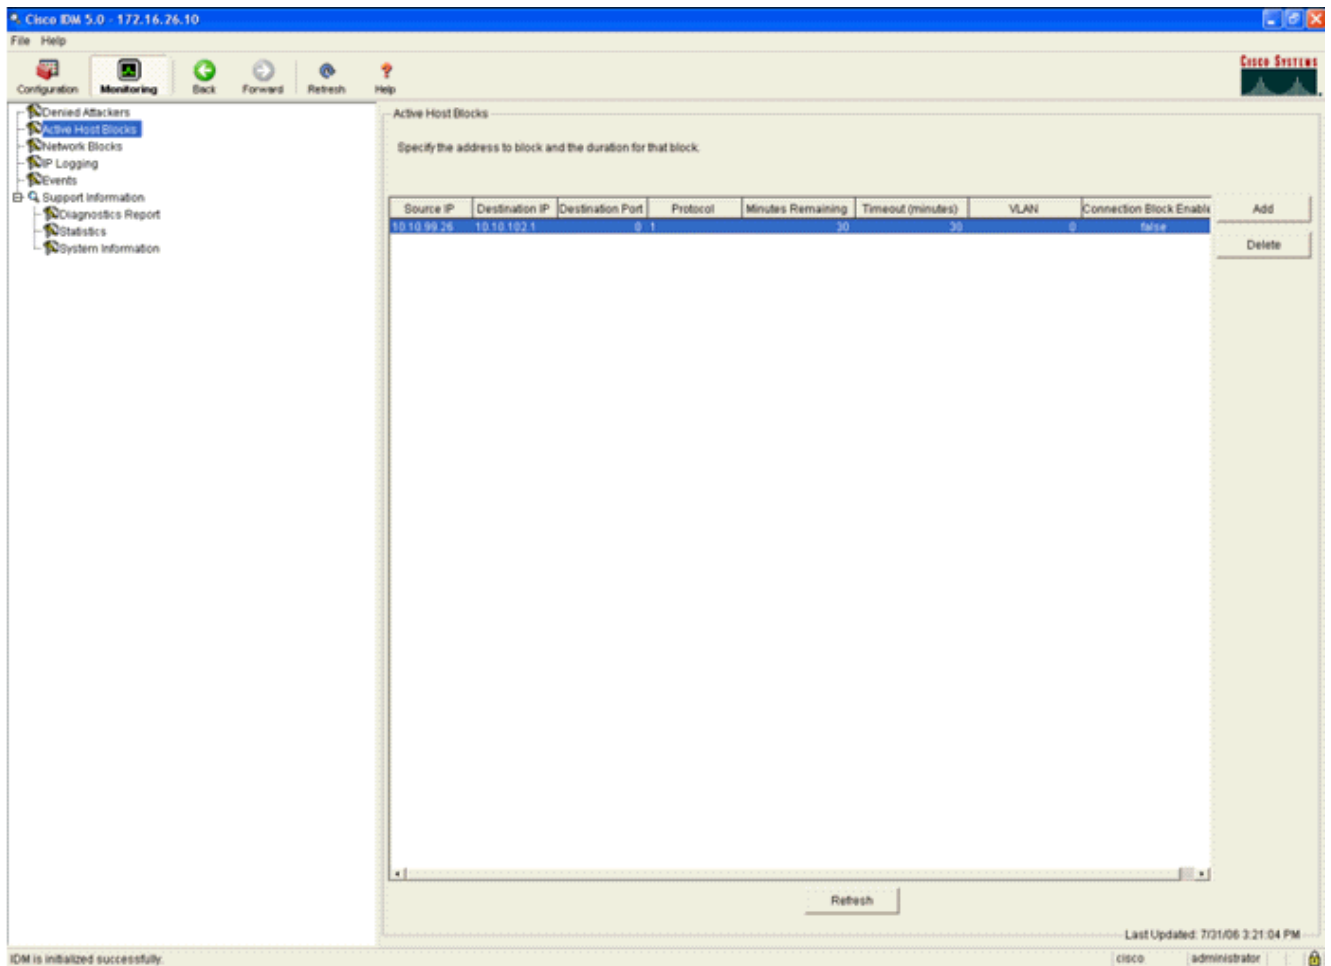 Cisco IDM 5.0 - 172.16.26.10
File Help
Configuration Monitoring Back Forward Refresh Help
CISCO SYSTEMS
Denied Attackers
Active Host Blocks
Network Blocks
IP Logging
Events
Support Information
Diagnostics Report
Statistics
System Information
Active Host Blocks
Specify the address to block and the duration for that block.
Source IP Destination IP Destination Port Protocol Minutes Remaining Timeout (minutes) VLAN Connection Block Enable
10.10.99.26 10.10.102.1 0 1 30 30 0 false
Add
Delete
Refresh
Last Updated: 7/31/06 3:21:04 PM
IDM is initialized successfully. cisco administrator